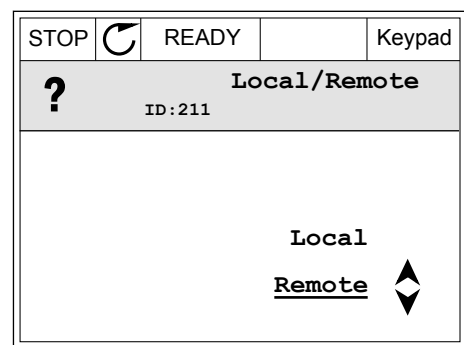 STOP READY Keypad
? Local/Remote
ID:211
Local
Remote